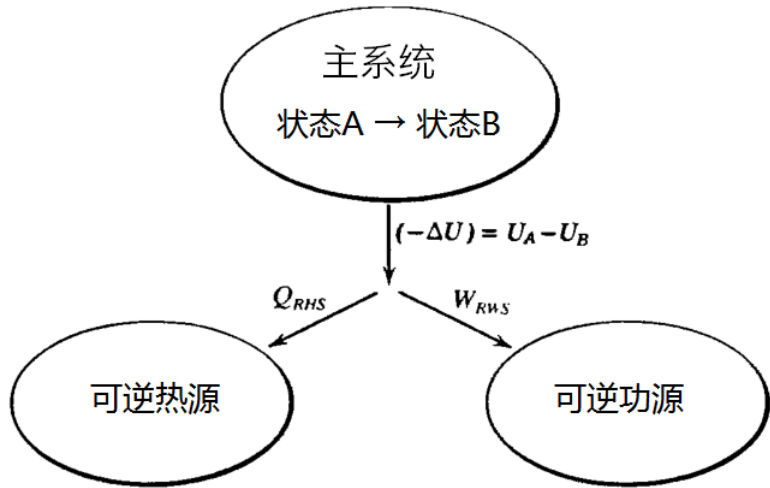 主系统
状态A → 状态B
(−ΔU) = U_A − U_B
Q_RHS
W_RWS
可逆热源
可逆功源